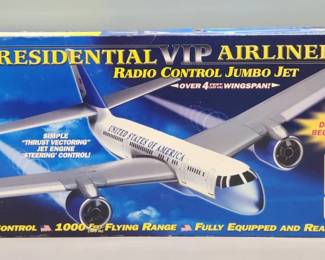 RESIDENTIAL VIP AIRLINER
RADIO CONTROL JUMBO JET
OVER 4 WINGSPAN!
SIMPLE
"THRUST VECTORING"
JET ENGINE
STEERING CONTROL!
UNITED STATES OF AMERICA
ONTROL 1000 FLYING RANGE FULLY EQUIPPED AND REA